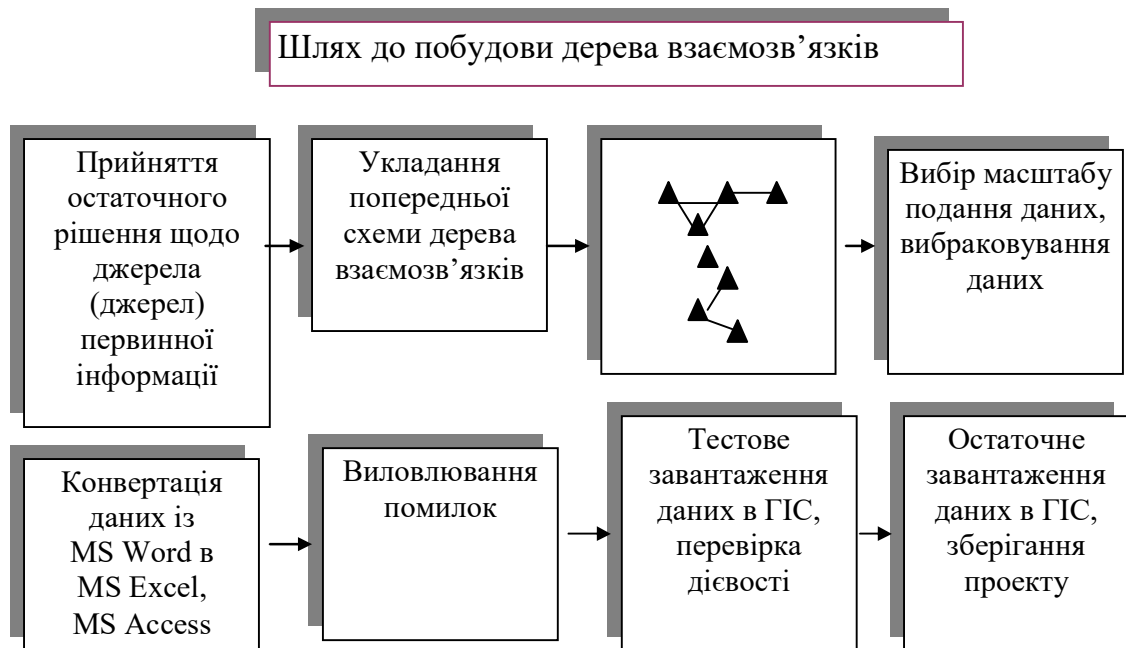 Шлях до побудови дерева взаємозв’язків
Прийняття
остаточного
рішення щодо
джерела
(джерел)
первинної
інформації
Укладання
попередньої
схеми дерева
взаємозв’язків
Вибір масштабу
подання даних,
вибраковування
даних
Конвертація
даних із
MS Word в
MS Excel,
MS Access
Виловлювання
помилок
Тестове
завантаження
даних в ГІС,
перевірка
дієвості
Остаточне
завантаження
даних в ГІС,
зберігання
проекту